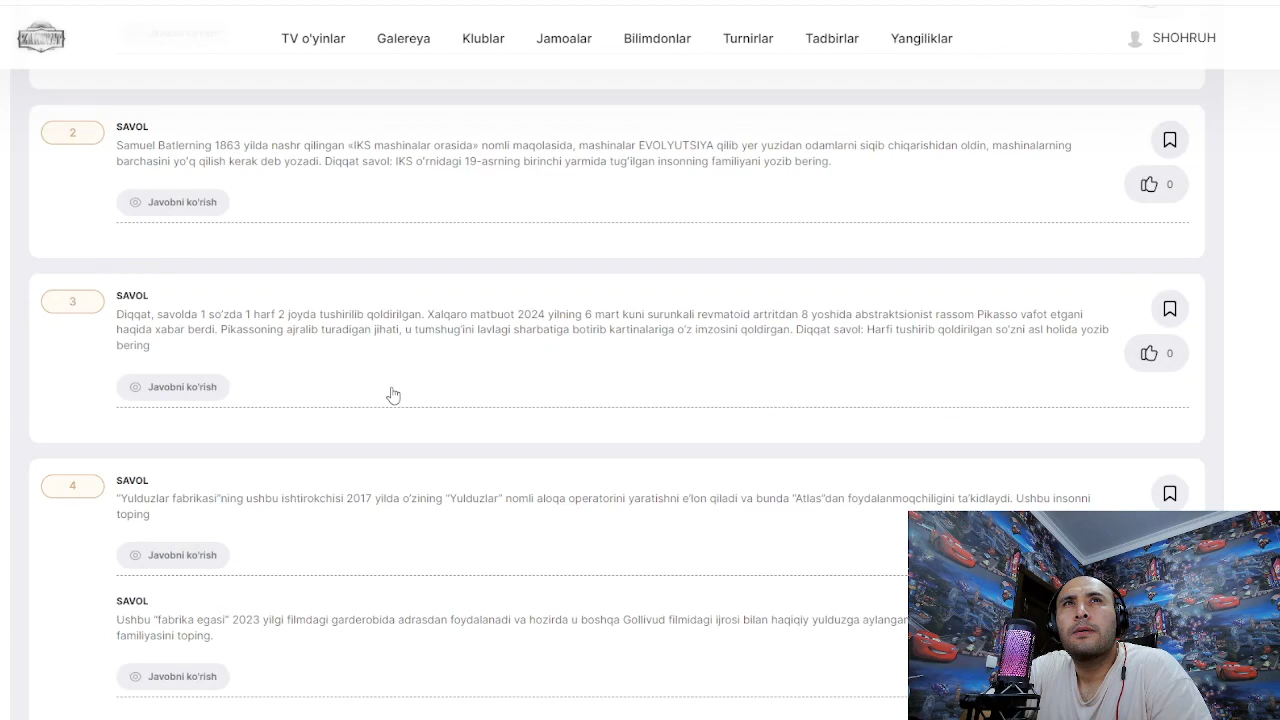 ZAKOVAT
TV o'yinlar Galereya Klublar Jamoalar Bilimdonlar Turnirlar Tadbirlar Yangiliklar SHOHRUH
2
SAVOL
Samuel Batlerning 1863 yilda nashr qilingan «IKS mashinalar orasida» nomli maqolasida, mashinalar EVOLYUTSIYA qilib yer yuzidan odamlarni siqib chiqarishidan oldin, mashinalarning
barchasini yo'q qilish kerak deb yozadi. Diqqat savol: IKS o'rnidagi 19-asrning birinchi yarmida tug'ilgan insonning familiyani yozib bering.
0
Javobni ko'rish
3
SAVOL
Diqqat, savolda 1 so'zda 1 harf 2 joyda tushirilib qoldirilgan. Xalqaro matbuot 2024 yilning 6 mart kuni surunkali revmatoid artritdan 8 yoshida abstraktsionist rassom Pikasso vafot etgani
haqida xabar berdi. Pikassoning ajralib turadigan jihati, u tumshug'ini lavlagi sharbatiga botirib kartinalariga o'z imzosini qoldirgan. Diqqat savol: Harfi tushirib qoldirilgan so'zni asl holida yozib
bering
0
Javobni ko'rish
4
SAVOL
"Yulduzlar fabrikasi"ning ushbu ishtirokchisi 2017 yilda o'zining "Yulduzlar" nomli aloqa operatorini yaratishni e'lon qiladi va bunda "Atlas"dan foydalanmoqchiligini ta'kidlaydi. Ushbu insonni
toping
Javobni ko'rish
SAVOL
Ushbu "fabrika egasi" 2023 yilgi filmdagi garderobida adrasdan foydalanadi va hozirda u boshqa Gollivud filmidagi ijrosi bilan haqiqiy yulduzga aylangan
familiyasini toping.
Javobni ko'rish